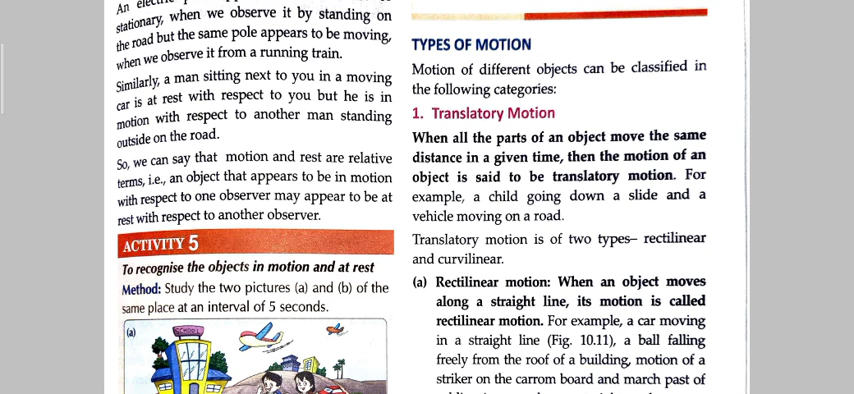 An
stationary, when we observe it by standing on
the road but the same pole appears to be moving,
when we observe it from a running train.
Similarly, a man sitting next to you in a moving
car is at rest with respect to you but he is in
motion with respect to another man standing
outside on the road.
So, we can say that motion and rest are relative
terms, i.e., an object that appears to be in motion
with respect to one observer may appear to be at
rest with respect to another observer.
ACTIVITY 5
To recognise the objects in motion and at rest
Method: Study the two pictures (a) and (b) of the
same place at an interval of 5 seconds.
(a)
SCHOOL
TYPES OF MOTION
Motion of different objects can be classified in
the following categories:
1. Translatory Motion
When all the parts of an object move the same
distance in a given time, then the motion of an
object is said to be translatory motion. For
example, a child going down a slide and a
vehicle moving on a road.
Translatory motion is of two types– rectilinear
and curvilinear.
(a) Rectilinear motion: When an object moves
along a straight line, its motion is called
rectilinear motion. For example, a car moving
in a straight line (Fig. 10.11), a ball falling
freely from the roof of a building, motion of a
striker on the carrom board and march past of